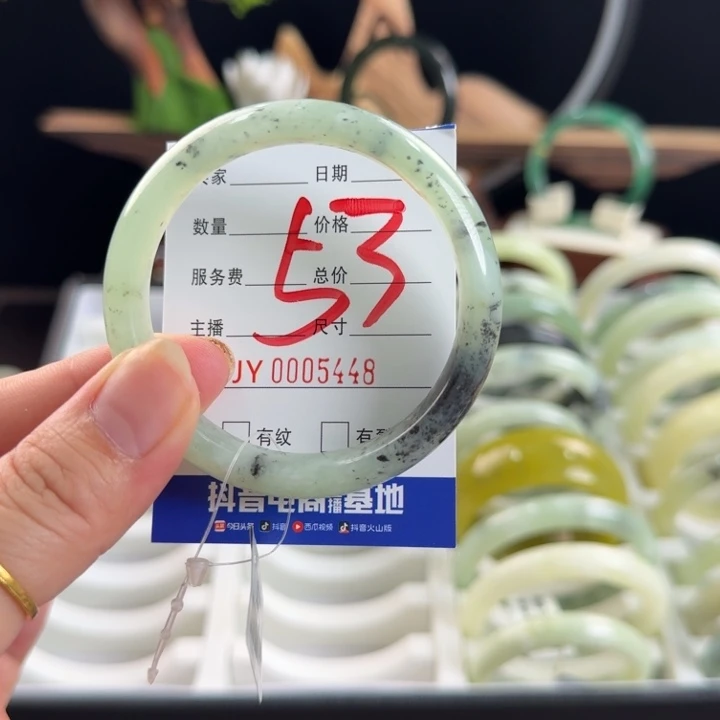 家 日期
数量 价格
53
服务费 总价
主播 尺寸
JY 0005448
有纹 有
抖音电商直播基地
今日头条 抖音 西瓜视频 抖音火山版